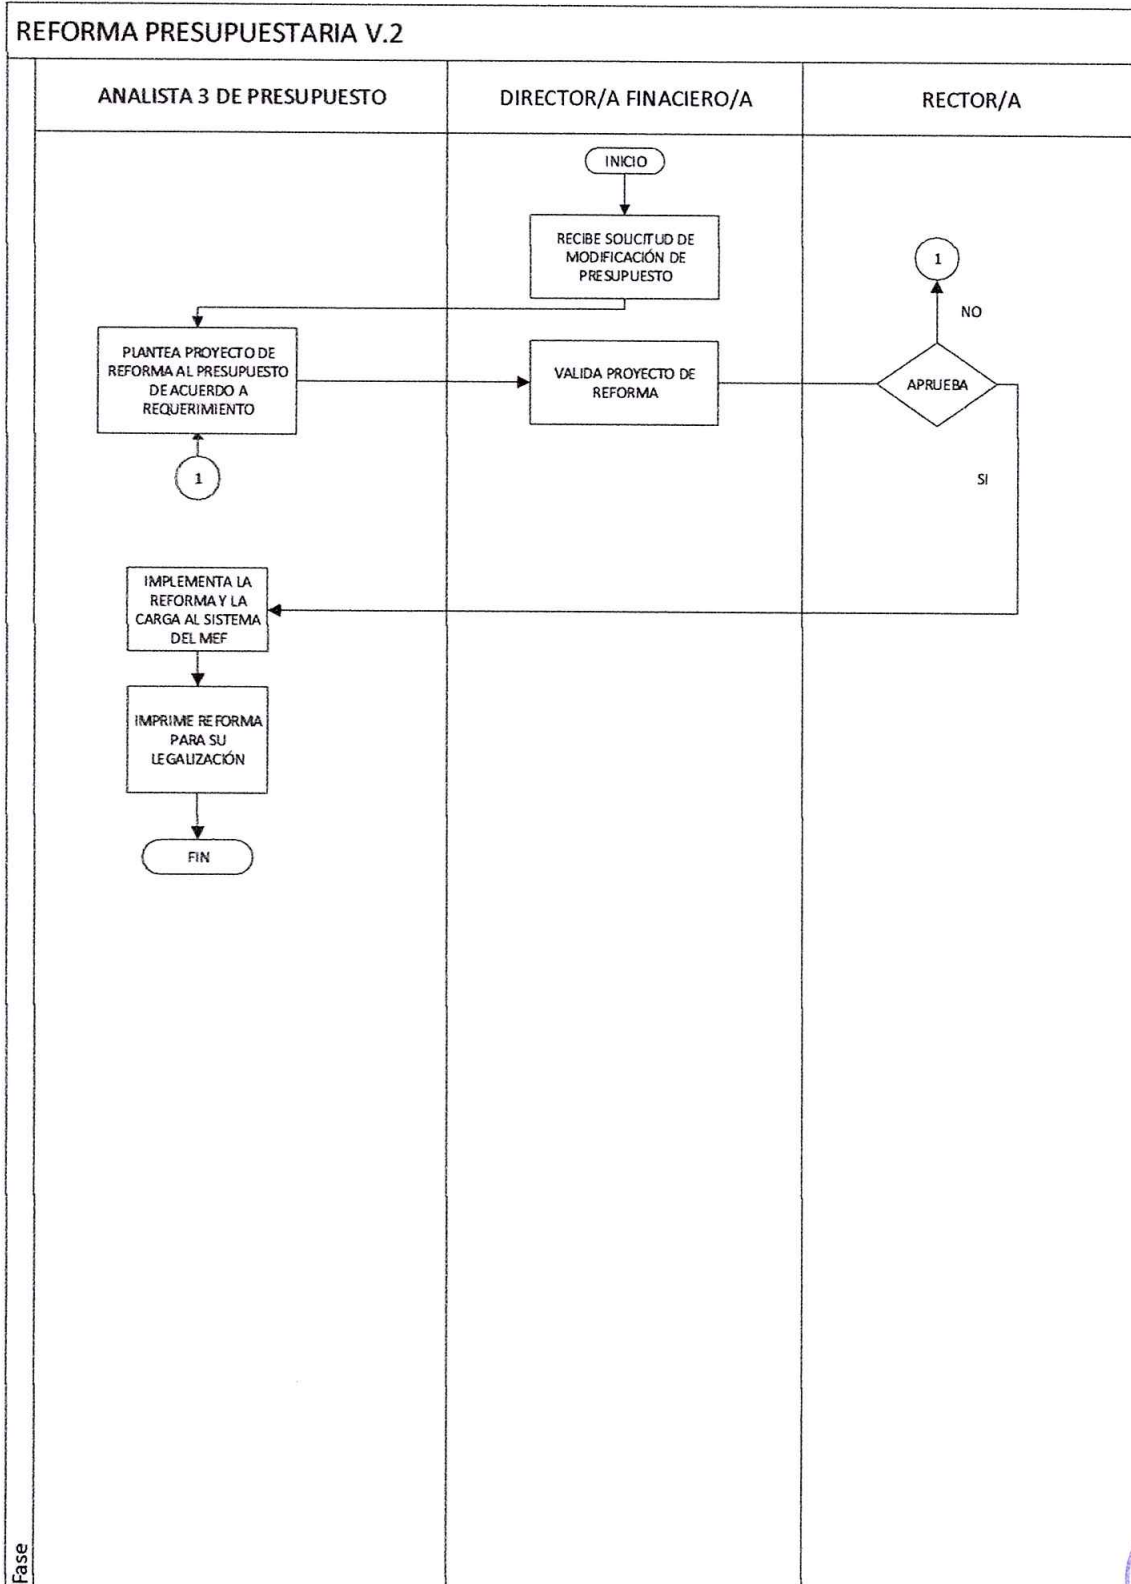 REFORMA PRESUPUESTARIA V.2
ANALISTA 3 DE PRESUPUESTO
DIRECTOR/A FINACIERO/A
RECTOR/A
INICIO
RECIBE SOLICITUD DE
MODIFICACIÓN DE
PRESUPUESTO
1
NO
PLANTEA PROYECTO DE
REFORMA AL PRESUPUESTO
DE ACUERDO A
REQUERIMIENTO
VALIDA PROYECTO DE
REFORMA
APRUEBA
1
SI
IMPLEMENTA LA
REFORMA Y LA
CARGA AL SISTEMA
DEL MEF
IMPRIME REFORMA
PARA SU
LEGALIZACIÓN
FIN
Fase